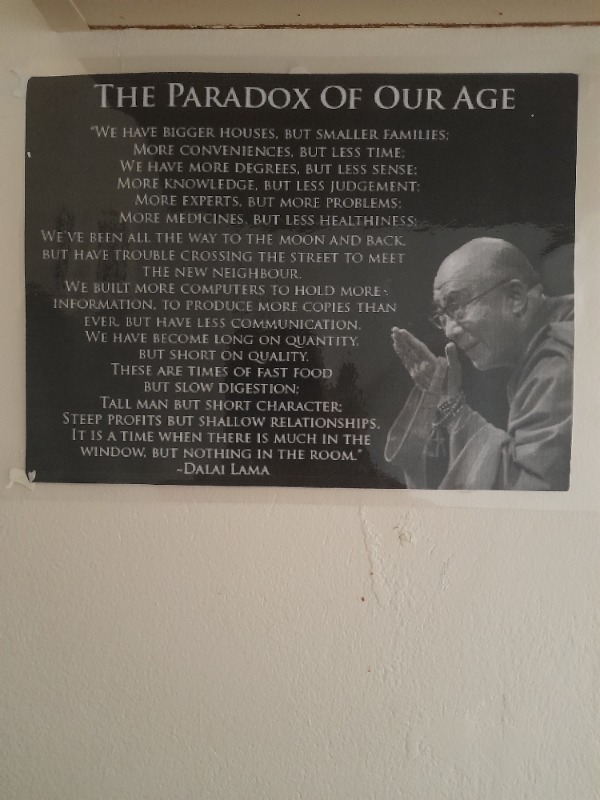 THE PARADOX OF OUR AGE
"WE HAVE BIGGER HOUSES, BUT SMALLER FAMILIES;
MORE CONVENIENCES, BUT LESS TIME;
WE HAVE MORE DEGREES, BUT LESS SENSE;
MORE KNOWLEDGE, BUT LESS JUDGEMENT;
MORE EXPERTS, BUT MORE PROBLEMS;
MORE MEDICINES, BUT LESS HEALTHINESS;
WE'VE BEEN ALL THE WAY TO THE MOON AND BACK,
BUT HAVE TROUBLE CROSSING THE STREET TO MEET
THE NEW NEIGHBOUR.
WE BUILT MORE COMPUTERS TO HOLD MORE
INFORMATION, TO PRODUCE MORE COPIES THAN
EVER, BUT HAVE LESS COMMUNICATION.
WE HAVE BECOME LONG ON QUANTITY,
BUT SHORT ON QUALITY.
THESE ARE TIMES OF FAST FOOD
BUT SLOW DIGESTION;
TALL MAN BUT SHORT CHARACTER;
STEEP PROFITS BUT SHALLOW RELATIONSHIPS.
IT IS A TIME WHEN THERE IS MUCH IN THE
WINDOW, BUT NOTHING IN THE ROOM."
~DALAI LAMA